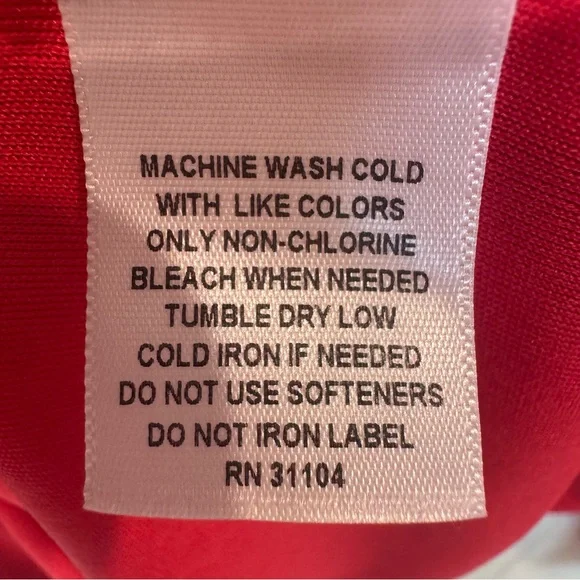 MACHINE WASH COLD
WITH LIKE COLORS
ONLY NON-CHLORINE
BLEACH WHEN NEEDED
TUMBLE DRY LOW
COLD IRON IF NEEDED
DO NOT USE SOFTENERS
DO NOT IRON LABEL
RN 31104